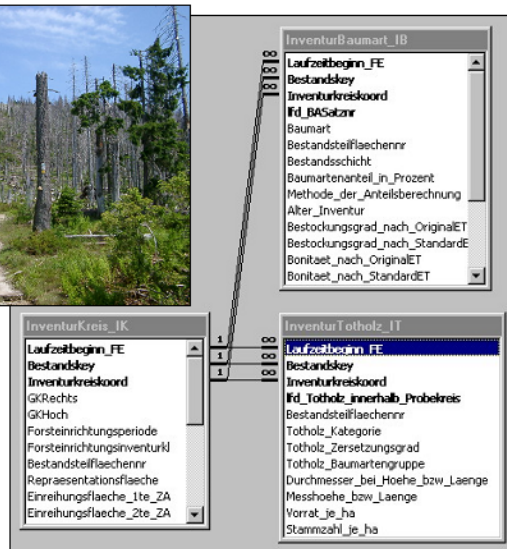 InventurBaumart_IB
Laufzeitbeginn_FE
Bestandskey
Inventurkreiskoord
lfd_BASatznr
Baumart
Bestandsteilflaechennr
Bestandsschicht
Baumartenanteil_in_Prozent
Methode_der_Anteilsberechnung
Alter_Inventur
Bestockungsgrad_nach_OriginalET
Bestockungsgrad_nach_StandardE
Bonitaet_nach_OriginalET
Bonitaet_nach_StandardET
∞
∞
∞
InventurKreis_IK
Laufzeitbeginn_FE
Bestandskey
Inventurkreiskoord
GKRechts
GKHoch
Forsteinrichtungsperiode
Forsteinrichtungsinventurkl
Bestandsteilflaechennr
Repraesentationsflaeche
Einreihungsflaeche_1te_ZA
Einreihungsflaeche_2te_ZA
1 ∞
1 ∞
1 ∞
InventurTotholz_IT
Laufzeitbeginn_FE
Bestandskey
Inventurkreiskoord
lfd_Totholz_innerhalb_Probekreis
Bestandsteilflaechennr
Totholz_Kategorie
Totholz_Zersetzungsgrad
Totholz_Baumartengruppe
Durchmesser_bei_Hoehe_bzw_Laenge
Messhoehe_bzw_Laenge
Vorrat_je_ha
Stammzahl_je_ha